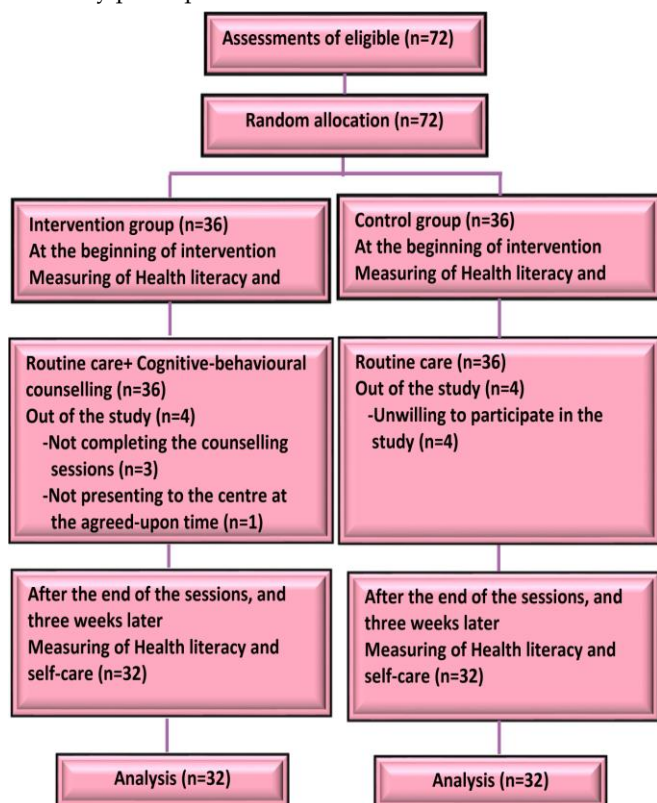 Assessments of eligible (n=72)
Random allocation (n=72)
Intervention group (n=36)
At the beginning of intervention
Measuring of Health literacy and
Control group (n=36)
At the beginning of intervention
Measuring of Health literacy and
Routine care+ Cognitive-behavioural
counselling (n=36)
Out of the study (n=4)
-Not completing the counselling
sessions (n=3)
-Not presenting to the centre at
the agreed-upon time (n=1)
Routine care (n=36)
Out of the study (n=4)
-Unwilling to participate in the
study (n=4)
After the end of the sessions, and
three weeks later
Measuring of Health literacy and
self-care (n=32)
After the end of the sessions, and
three weeks later
Measuring of Health literacy and
self-care (n=32)
Analysis (n=32)
Analysis (n=32)